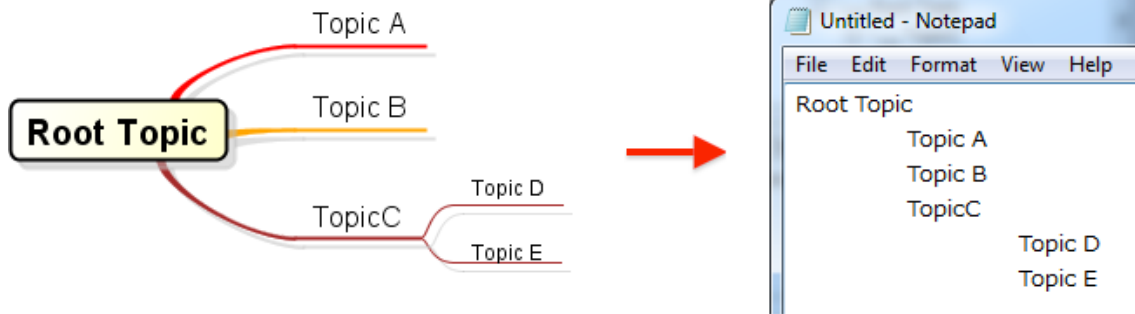 Topic A
Topic B
Root Topic
Topic D
TopicC
Topic E
Untitled - Notepad
File Edit Format View Help
Root Topic
Topic A
Topic B
TopicC
Topic D
Topic E